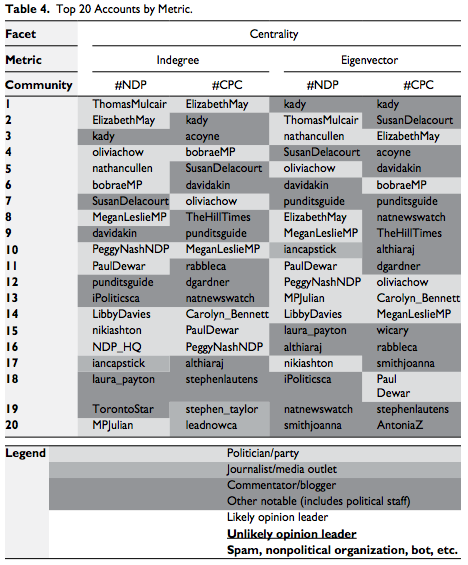 Table 4. Top 20 Accounts by Metric.
Facet Centrality
Metric Indegree Eigenvector
Community #NDP #CPC #NDP #CPC
1 ThomasMulcair ElizabethMay kady kady
2 ElizabethMay kady ThomasMulcair SusanDelacourt
3 kady acoyne nathancullen ElizabethMay
4 oliviachow bobraeMP SusanDelacourt acoyne
5 nathancullen SusanDelacourt oliviachow davidakin
6 bobraeMP davidakin davidakin bobraeMP
7 SusanDelacourt oliviachow punditsguide punditsguide
8 MeganLeslieMP TheHillTimes ElizabethMay natnewswatch
9 davidakin punditsguide MeganLeslieMP TheHillTimes
10 PeggyNashNDP MeganLeslieMP iancapstick althiaraj
11 PaulDewar rabbleca PaulDewar dgardner
12 punditsguide dgardner PeggyNashNDP oliviachow
13 iPoliticsca natnewswatch MPJulian Carolyn_Bennett
14 LibbyDavies Carolyn_Bennett LibbyDavies MeganLeslieMP
15 nikiashton PaulDewar laura_payton wicary
16 NDP_HQ PeggyNashNDP althiaraj rabbleca
17 iancapstick althiaraj nikiashton smithjoanna
18 laura_payton stephenlautens iPoliticsca Paul
Dewar
19 TorontoStar stephen_taylor natnewswatch stephenlautens
20 MPJulian leadnowca smithjoanna AntoniaZ
Legend Politician/party
Journalist/media outlet
Commentator/blogger
Other notable (includes political staff)
Likely opinion leader
Unlikely opinion leader
Spam, nonpolitical organization, bot, etc.